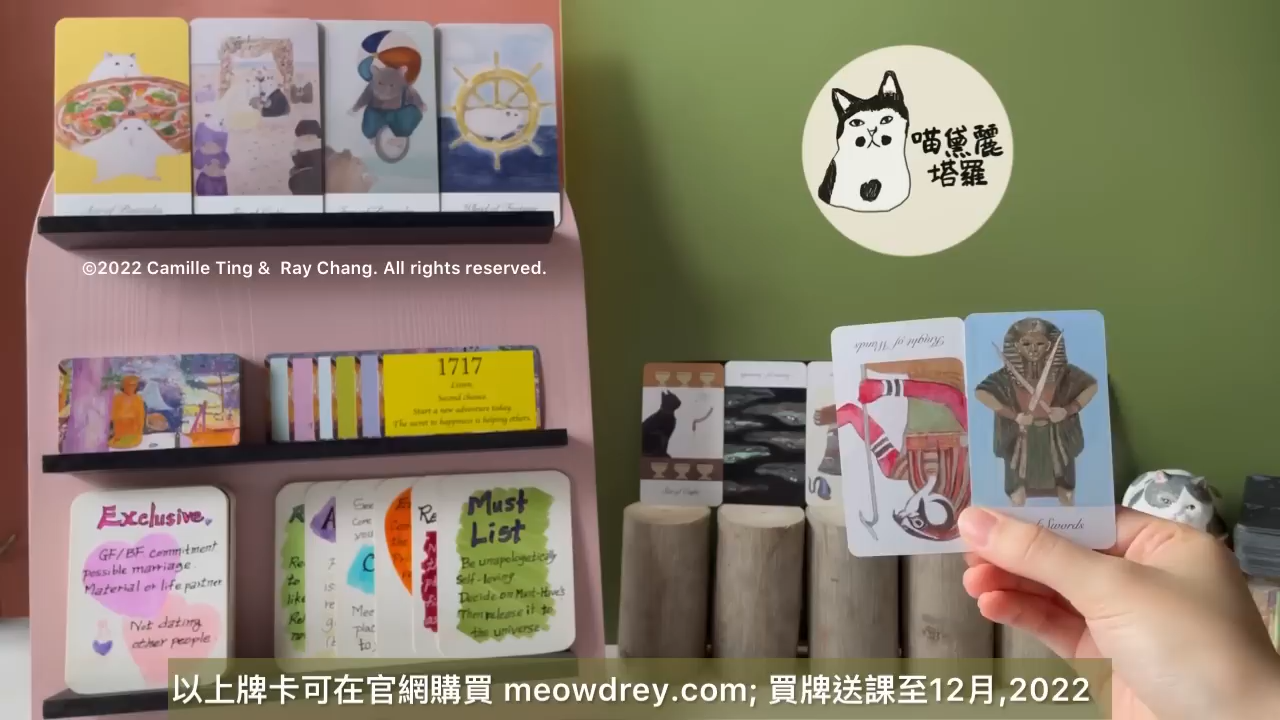 喵黛麗
塔羅
Wheel of Fortune
©2022 Camille Ting & Ray Chang. All rights reserved.
1717
Listen.
Second chance.
Start a new adventure today.
The secret to happiness is helping others.
Knight of Wands
Swords
Exclusive
GF/BF commitment
possible marriage.
Material or life partner
Not dating
other people
Must
List
Be unapologetically
Self-loving
Decide on Must-Have's
Then release it to
the universe
以上牌卡可在官網購買 meowdrey.com; 買牌送課至12月,2022